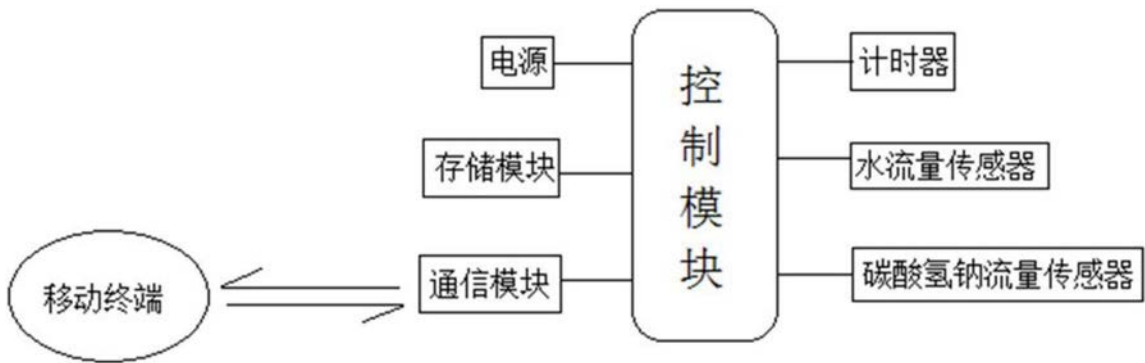 电源
存储模块
通信模块
移动终端
控制模块
计时器
水流量传感器
碳酸氢钠流量传感器